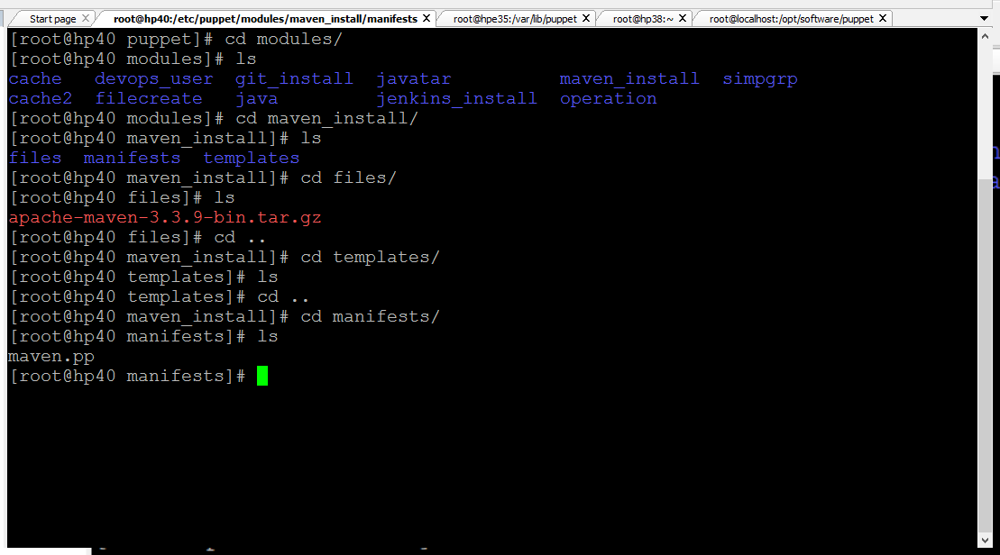 Start page
root@hp40:/etc/puppet/modules/maven_install/manifests
root@hpe35:/var/lib/puppet
root@hp38:~
root@localhost:/opt/software/puppet
[root@hp40 puppet]# cd modules/
[root@hp40 modules]# ls
cache devops_user git_install javatar maven_install simpgrp
cache2 filecreate java jenkins_install operation
[root@hp40 modules]# cd maven_install/
[root@hp40 maven_install]# ls
files manifests templates
[root@hp40 maven_install]# cd files/
[root@hp40 files]# ls
apache-maven-3.3.9-bin.tar.gz
[root@hp40 files]# cd ..
[root@hp40 maven_install]# cd templates/
[root@hp40 templates]# ls
[root@hp40 templates]# cd ..
[root@hp40 maven_install]# cd manifests/
[root@hp40 manifests]# ls
maven.pp
[root@hp40 manifests]#